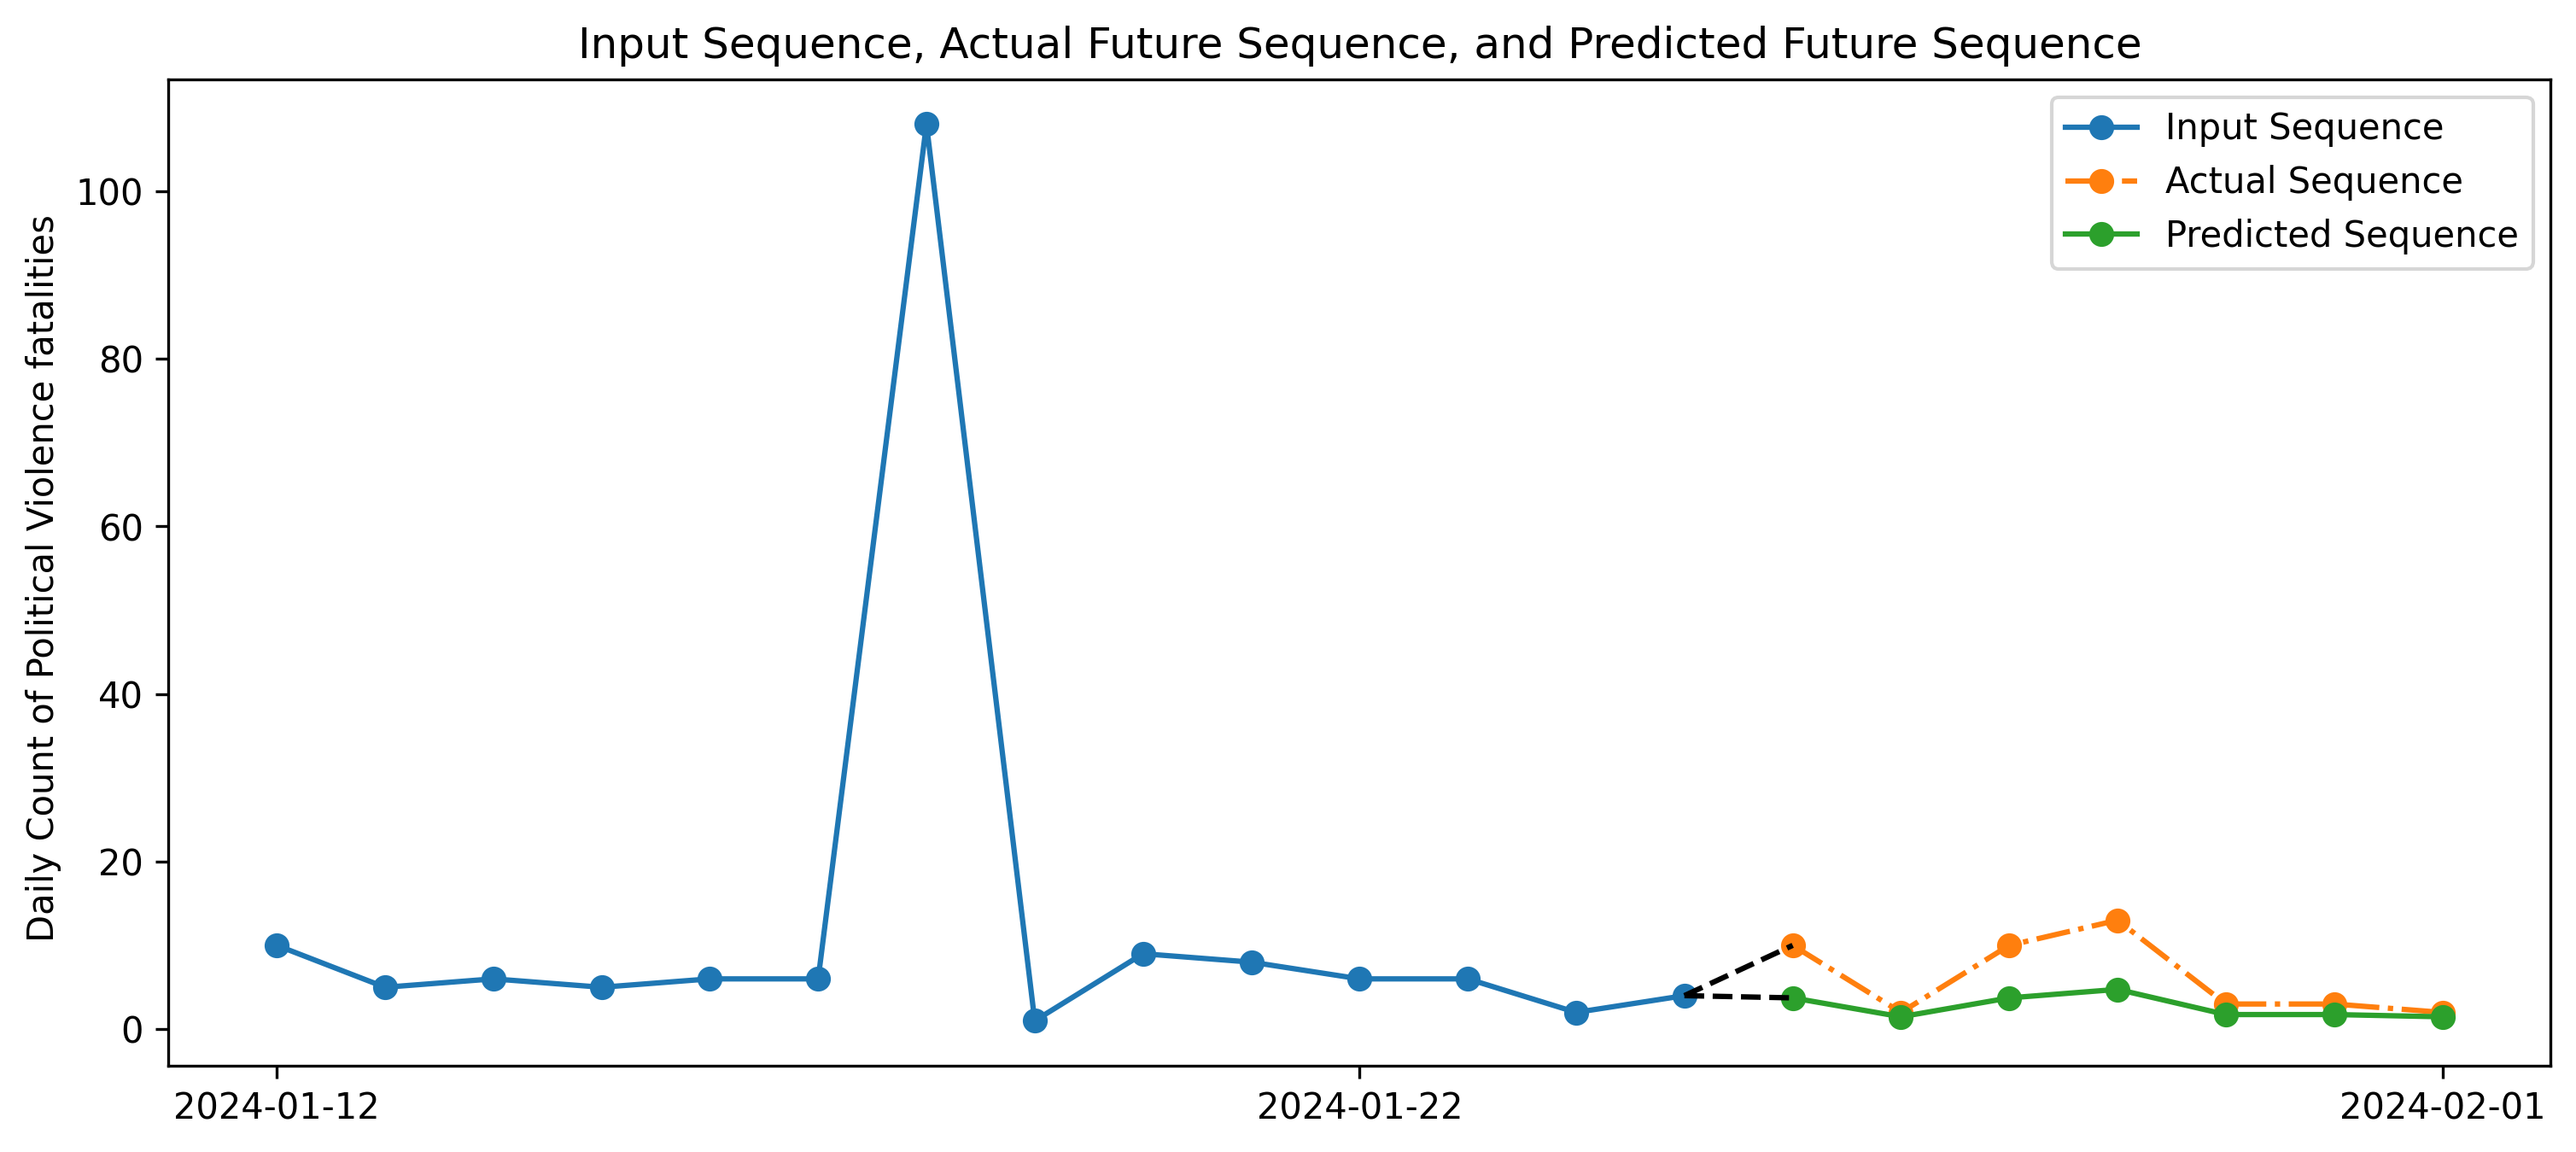 Input Sequence, Actual Future Sequence, and Predicted Future Sequence
Daily Count of Political Violence fatalities
100
80
60
40
20
0
Input Sequence
Actual Sequence
Predicted Sequence
2024-01-12
2024-01-22
2024-02-01